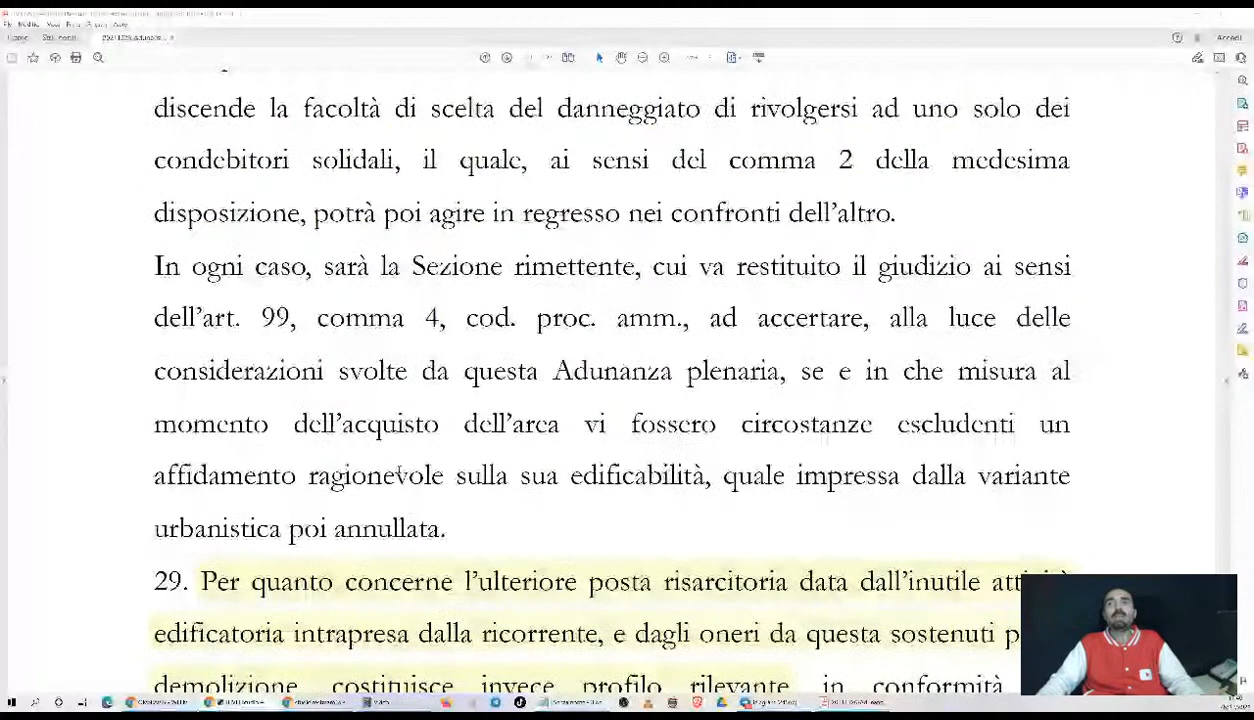 discende la facoltà di scelta del danneggiato di rivolgersi ad uno solo dei
condebitori solidali, il quale, ai sensi del comma 2 della medesima
disposizione, potrà poi agire in regresso nei confronti dell'altro.
In ogni caso, sarà la Sezione rimettente, cui va restituito il giudizio ai sensi
dell'art. 99, comma 4, cod. proc. amm., ad accertare, alla luce delle
considerazioni svolte da questa Adunanza plenaria, se e in che misura al
momento dell'acquisto dell'area vi fossero circostanze escludenti un
affidamento ragionevole sulla sua edificabilità, quale impressa dalla variante
urbanistica poi annullata.
29. Per quanto concerne l'ulteriore posta risarcitoria data dall'inutile
edificatoria intrapresa dalla ricorrente, e dagli oneri da questa sostenuti
demolizione costituisce invece profilo rilevante in conformità